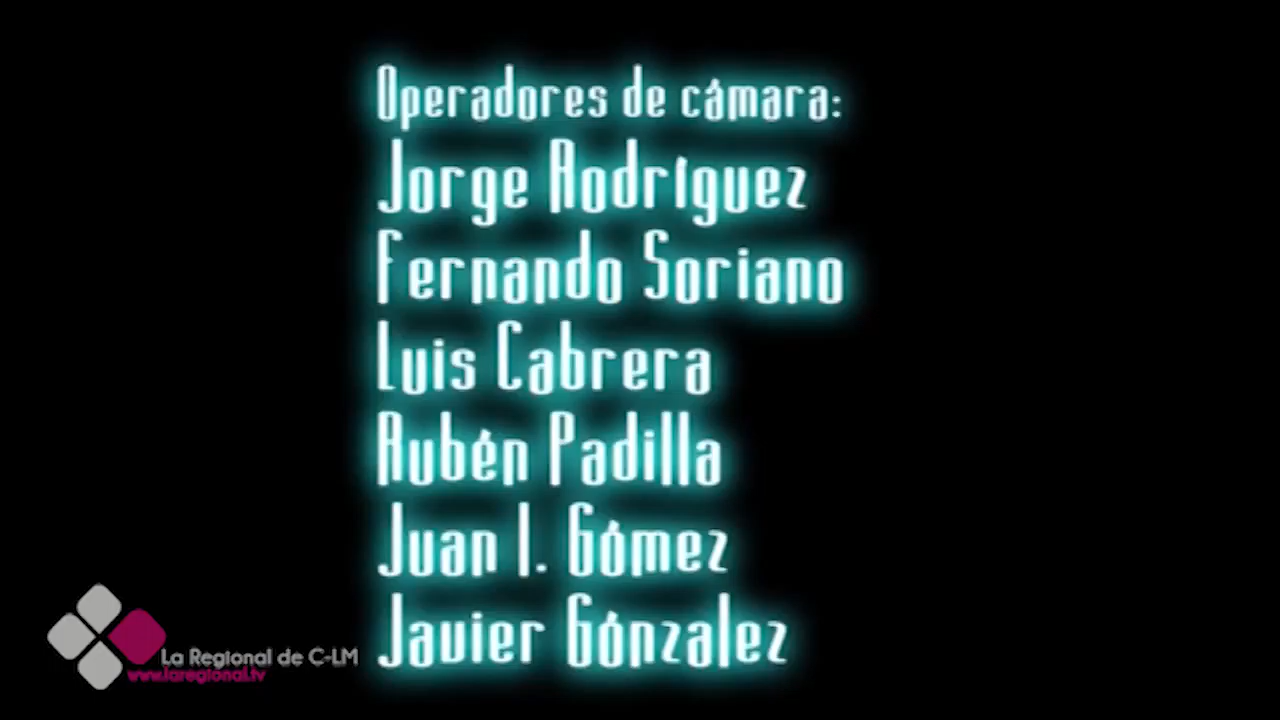 Operadores de cámara:
Jorge Rodríguez
Fernando Soriano
Luis Cabrera
Rubén Padilla
Juan I. Gómez
Javier Gónzalez
La Regional de C-LM
www.laregional.tv